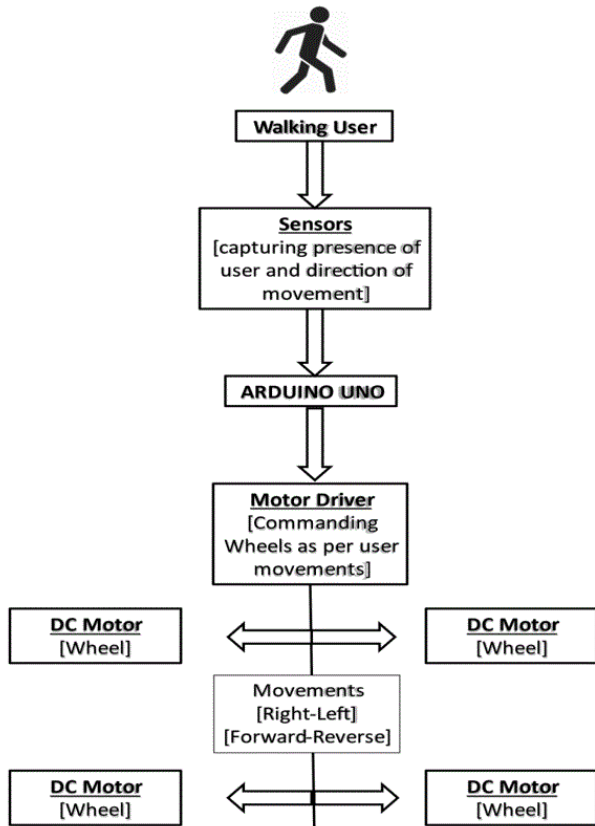 Walking User
Sensors
[capturing presence of
user and direction of
movement]
ARDUINO UNO
Motor Driver
[Commanding
Wheels as per user
movements]
DC Motor
[Wheel]
DC Motor
[Wheel]
Movements
[Right-Left]
[Forward-Reverse]
DC Motor
[Wheel]
DC Motor
[Wheel]